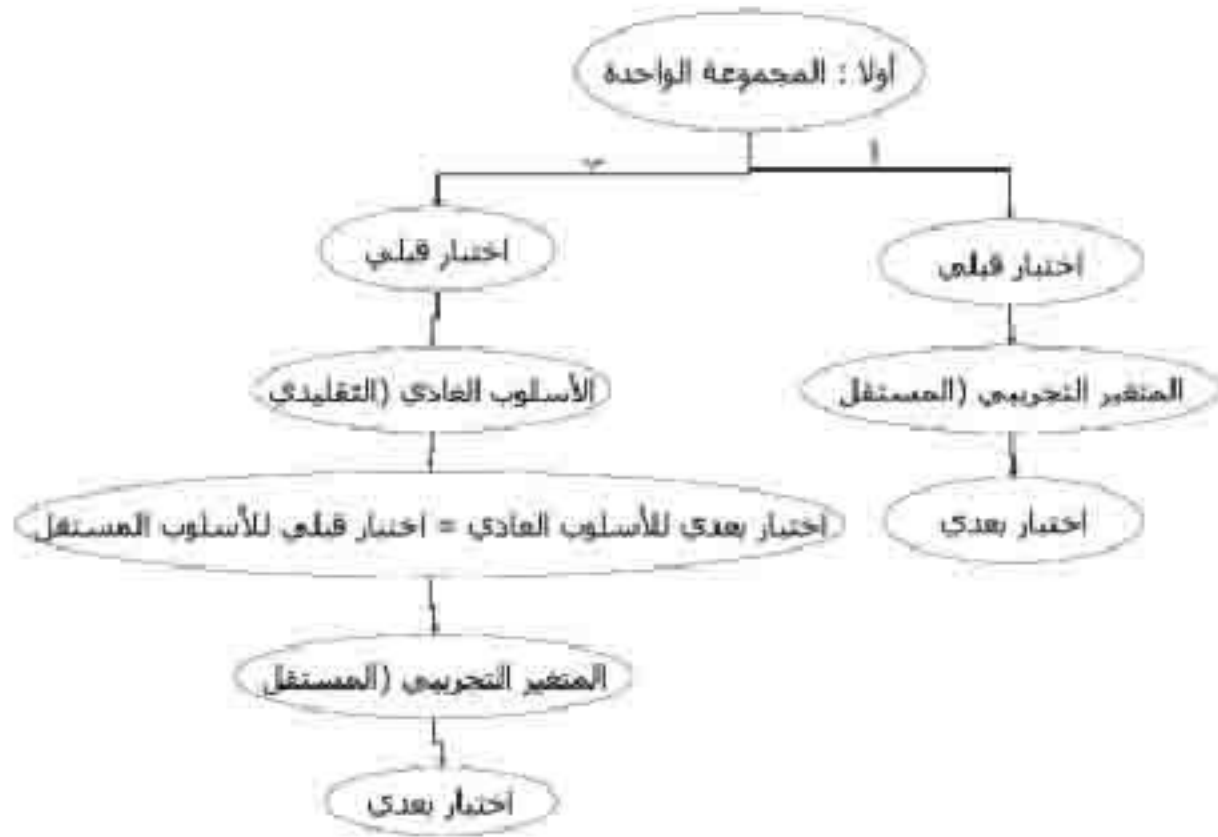 أولا : المجموعة الواحدة
أ
ب
اختبار قبلي
المتغير التجريبي (المستقل
اختبار بعدي
اختبار قبلي
الأسلوب العادي (التقليدي
اختبار بعدي للأسلوب العادي = اختبار قبلي للأسلوب المستقل
المتغير التجريبي (المستقل
اختبار بعدي